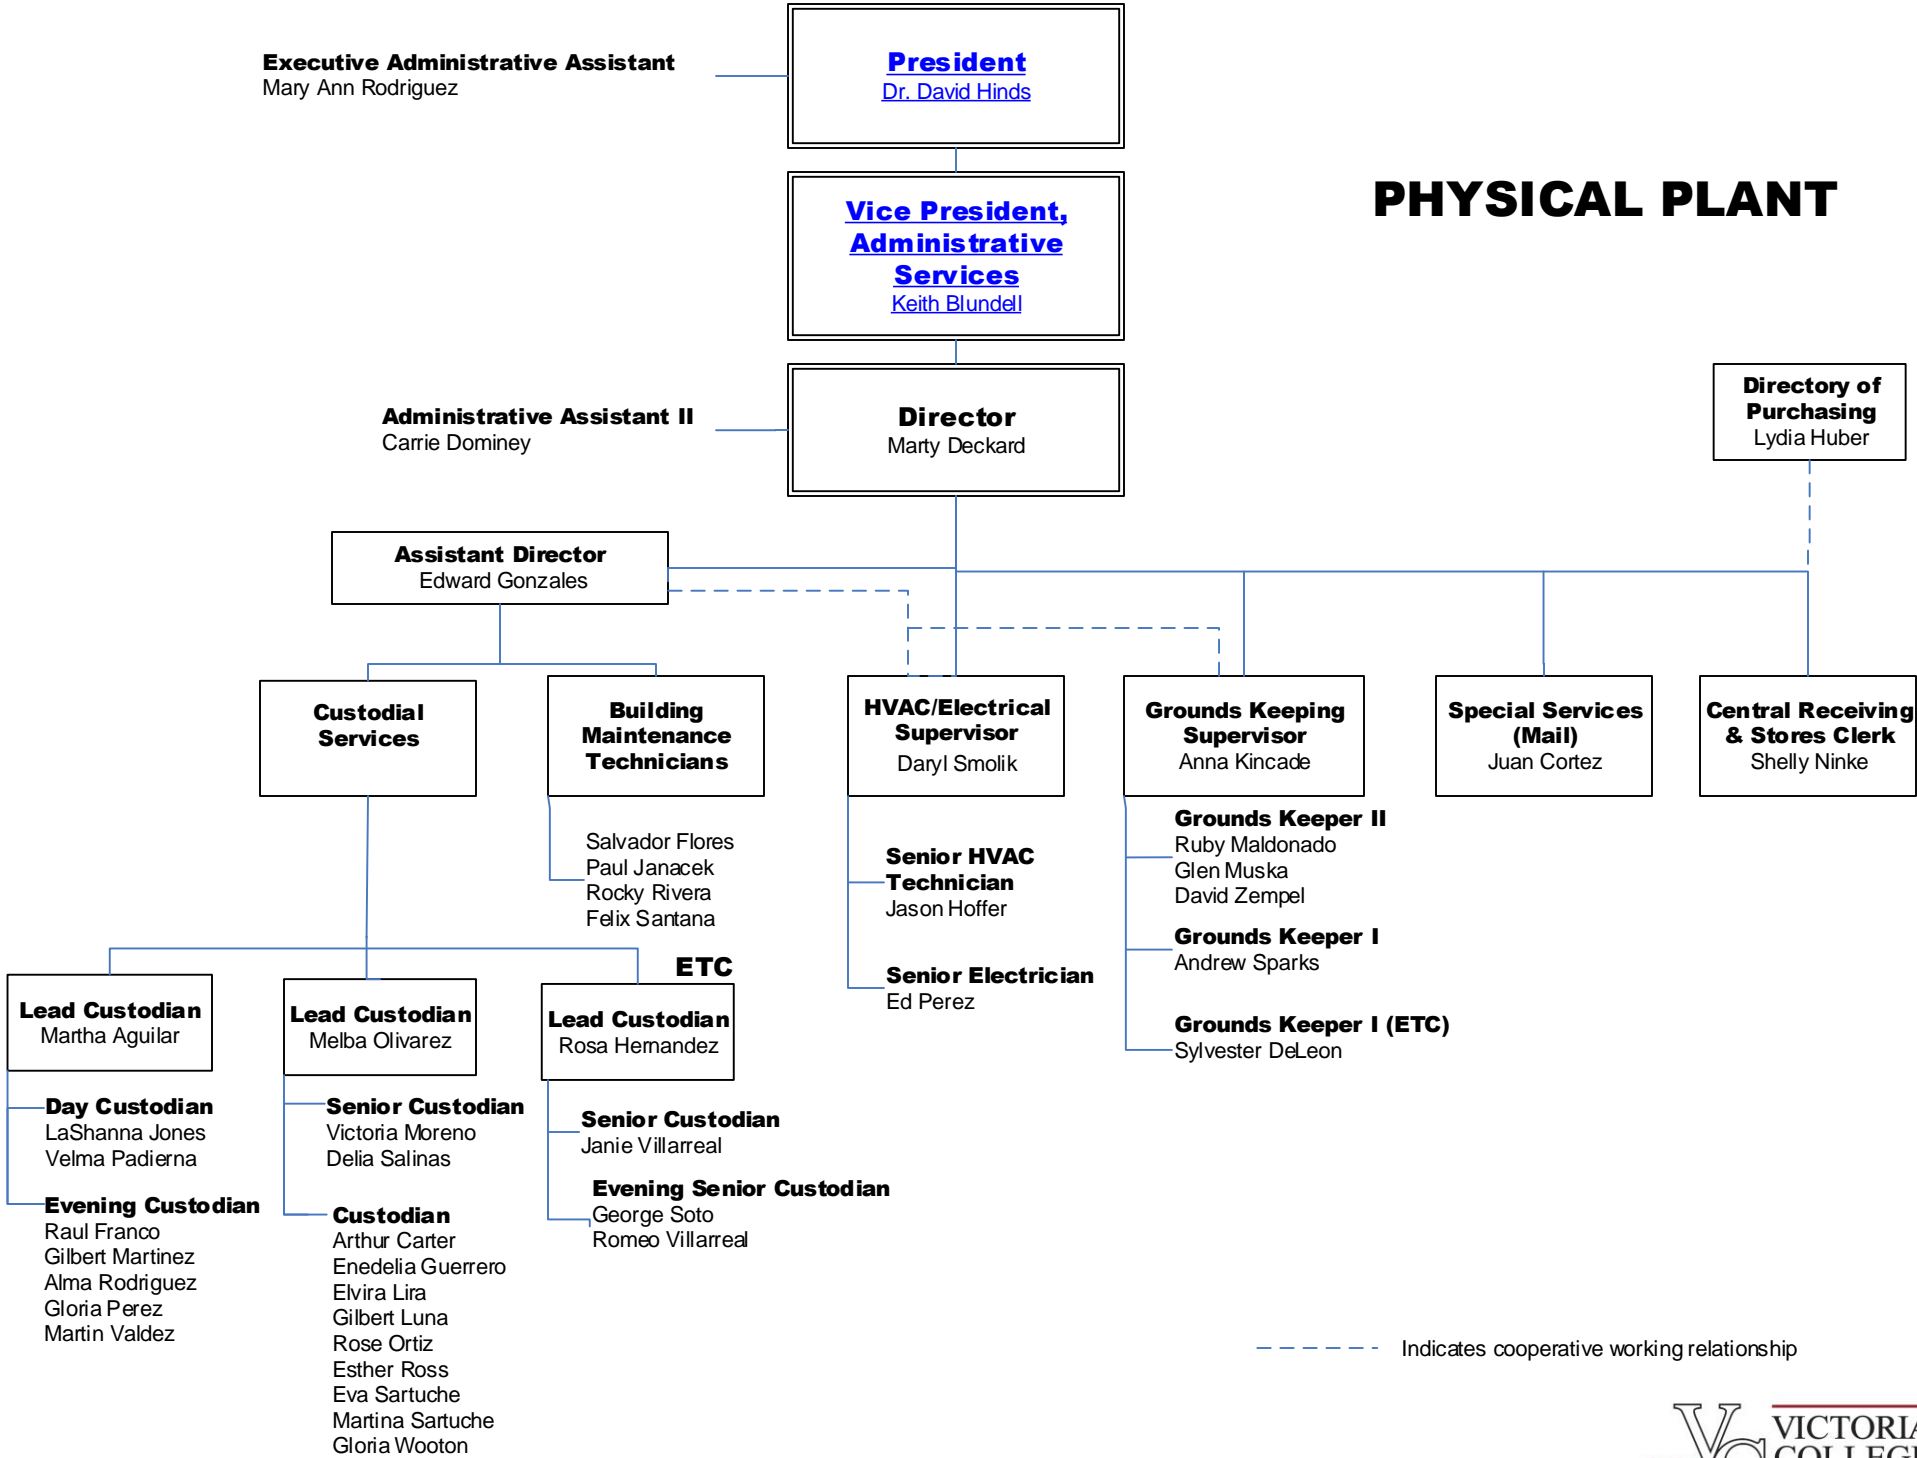 Executive Administrative Assistant
Mary Ann Rodriguez
President
Dr. David Hinds
PHYSICAL PLANT
Vice President,
Administrative
Services
Keith Blundell
Administrative Assistant II
Carrie Dominey
Director
Marty Deckard
Directory of
Purchasing
Lydia Huber
Assistant Director
Edward Gonzales
Custodial
Services
Building
Maintenance
Technicians
HVAC/Electrical
Supervisor
Daryl Smolik
Grounds Keeping
Supervisor
Anna Kincade
Special Services
(Mail)
Juan Cortez
Central Receiving
& Stores Clerk
Shelly Ninke
Salvador Flores
Paul Janacek
Rocky Rivera
Felix Santana
Senior HVAC
Technician
Jason Hoffer
Senior Electrician
Ed Perez
Grounds Keeper II
Ruby Maldonado
Glen Muska
David Zempel
Grounds Keeper I
Andrew Sparks
Grounds Keeper I (ETC)
Sylvester DeLeon
Lead Custodian
Martha Aguilar
Lead Custodian
Melba Olivarez
ETC
Lead Custodian
Rosa Hernandez
Day Custodian
LaShanna Jones
Velma Padierna
Evening Custodian
Raul Franco
Gilbert Martinez
Alma Rodriguez
Gloria Perez
Martin Valdez
Senior Custodian
Victoria Moreno
Delia Salinas
Custodian
Arthur Carter
Enedelia Guerrero
Elvira Lira
Gilbert Luna
Rose Ortiz
Esther Ross
Eva Sartuche
Martina Sartuche
Gloria Wooton
Senior Custodian
Janie Villarreal
Evening Senior Custodian
George Soto
Romeo Villarreal
Indicates cooperative working relationship
VC
VICTORIA
COLLEGE